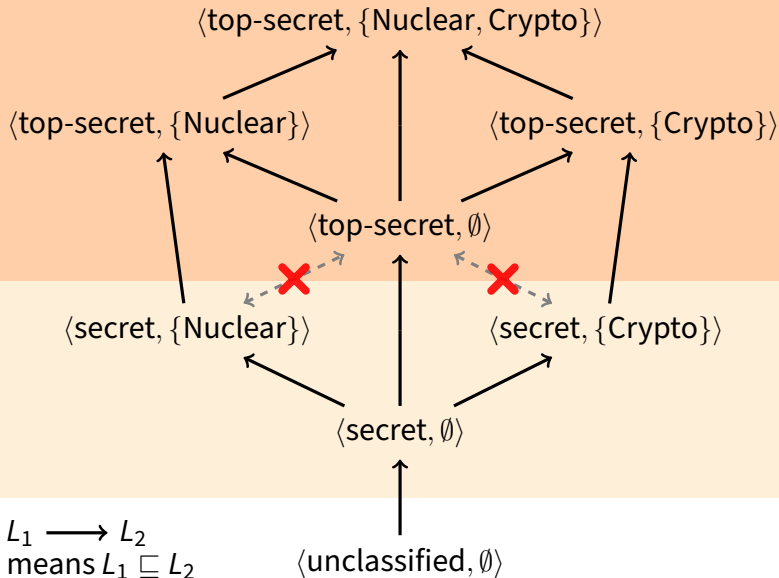 ⟨top-secret, {Nuclear, Crypto}⟩
⟨top-secret, {Nuclear}⟩
⟨top-secret, {Crypto}⟩
⟨top-secret, ∅⟩
⟨secret, {Nuclear}⟩
⟨secret, {Crypto}⟩
⟨secret, ∅⟩
L₁ ⟶ L₂
means L₁ ⊑ L₂
⟨unclassified, ∅⟩